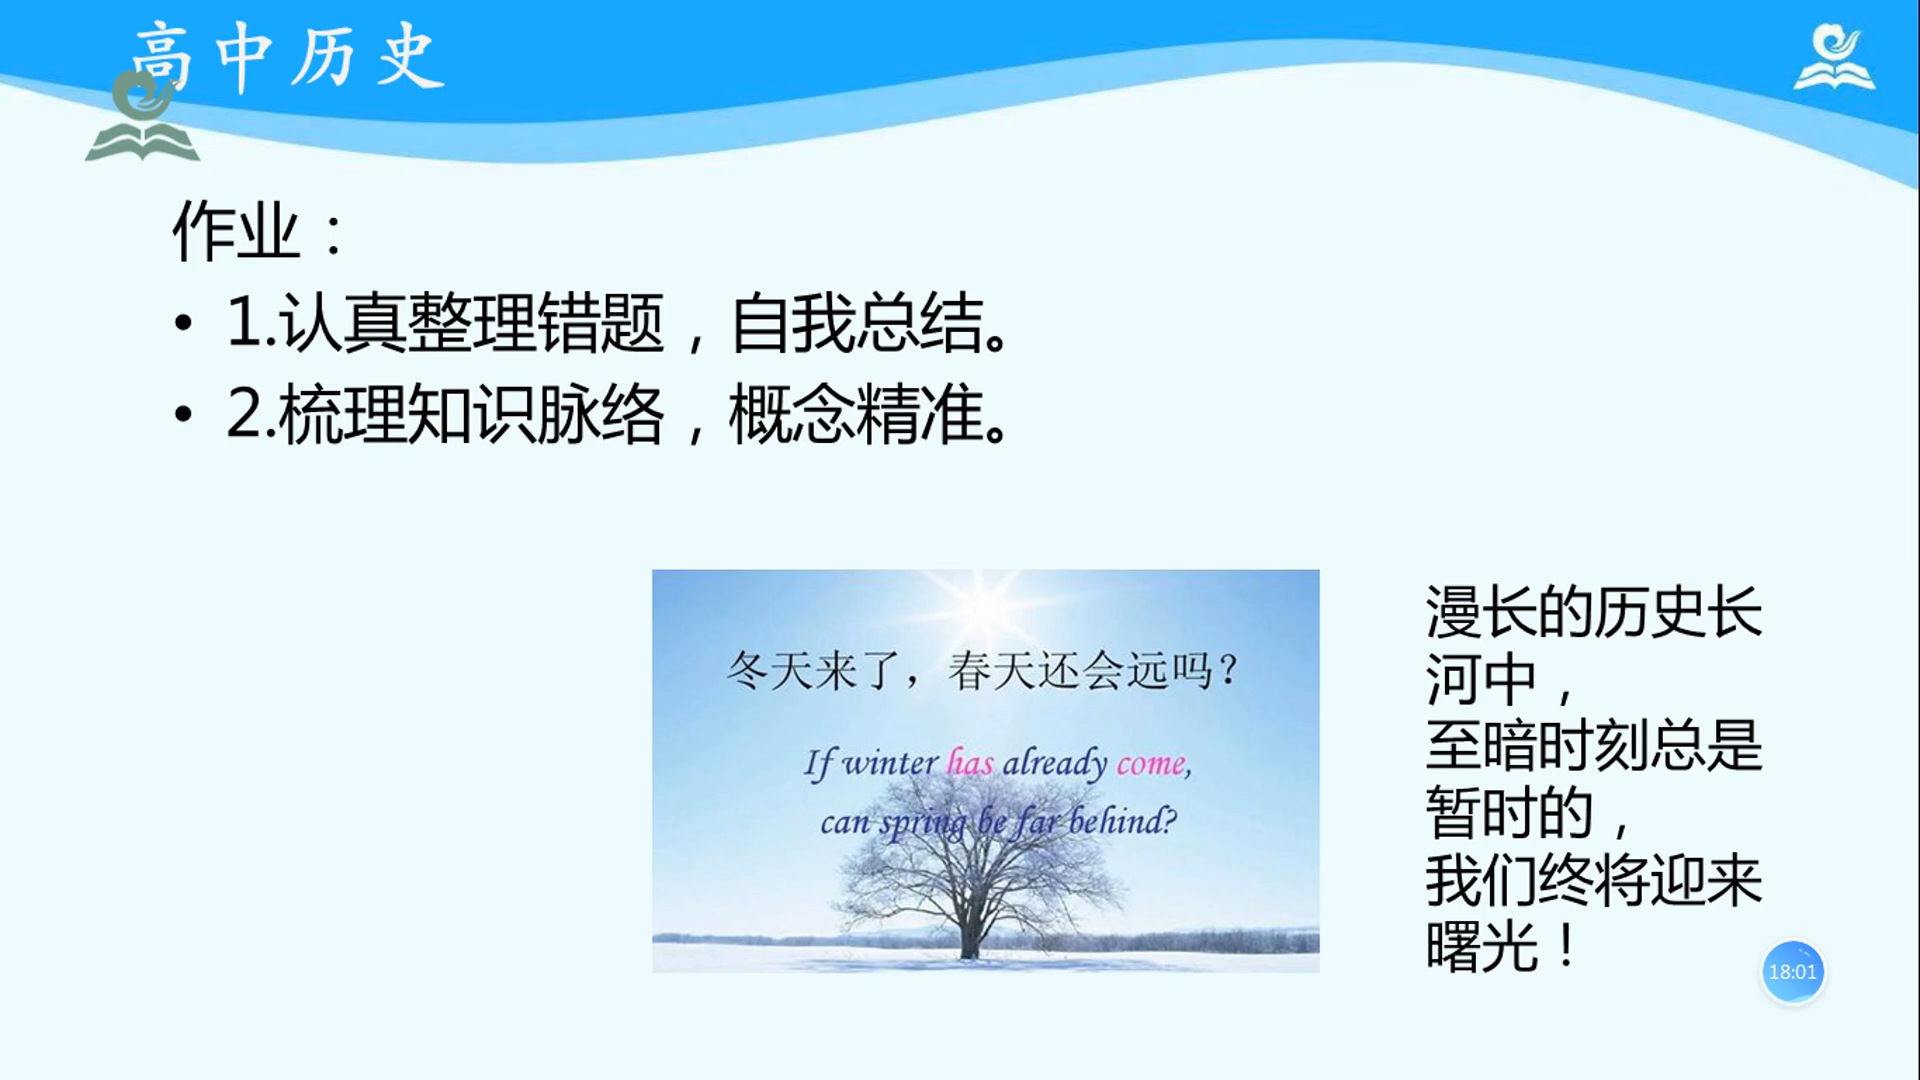 高中历史
作业：
• 1.认真整理错题，自我总结。
• 2.梳理知识脉络，概念精准。
冬天来了，春天还会远吗?
If winter has already come,
can spring be far behind?
漫长的历史长
河中，
至暗时刻总是
暂时的，
我们终将迎来
曙光！
18:01